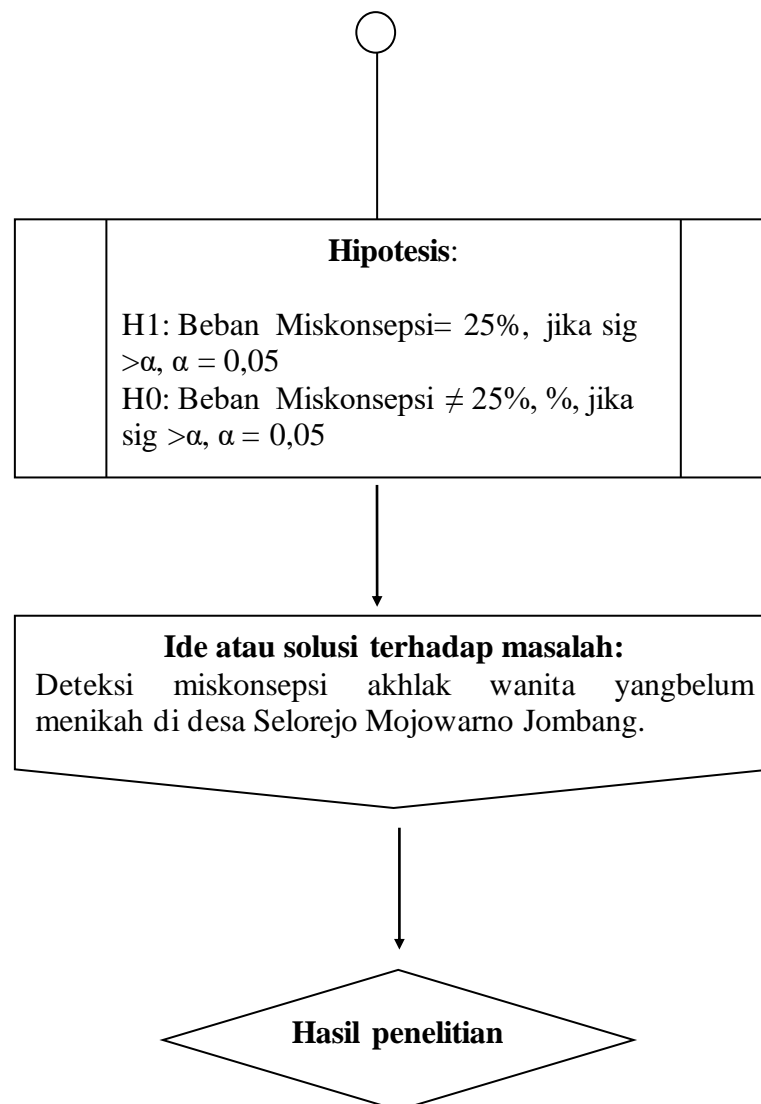 Hipotesis:
H1: Beban Miskonsepsi= 25%, jika sig
>α, α = 0,05
H0: Beban Miskonsepsi ≠ 25%, %, jika
sig >α, α = 0,05
Ide atau solusi terhadap masalah:
Deteksi miskonsepsi akhlak wanita yangbelum
menikah di desa Selorejo Mojowarno Jombang.
Hasil penelitian